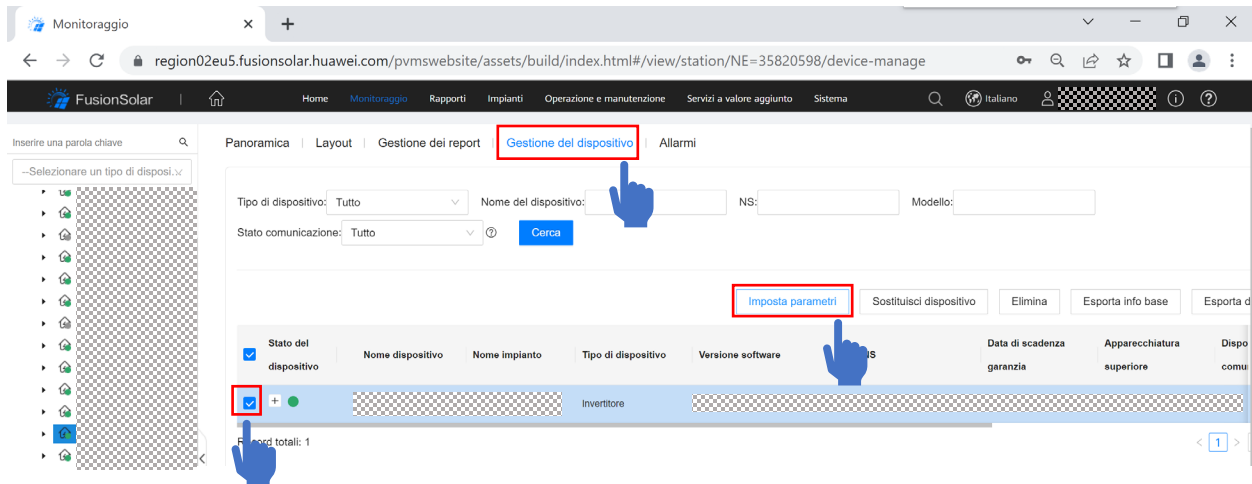 Monitoraggio
region02eu5.fusionsolar.huawei.com/pvmswebsite/assets/build/index.html#/view/station/NE=35820598/device-manage
FusionSolar Home Monitoraggio Rapporti Impianti Operazione e manutenzione Servizi a valore aggiunto Sistema Italiano
Inserire una parola chiave
Panoramica Layout Gestione dei report Gestione del dispositivo Allarmi
--Selezionare un tipo di disposi..
Tipo di dispositivo: Tutto Nome del dispositivo: NS: Modello:
Stato comunicazione: Tutto Cerca
Imposta parametri Sostituisci dispositivo Elimina Esporta info base Esporta d
Stato del dispositivo Nome dispositivo Nome impianto Tipo di dispositivo Versione software Data di scadenza garanzia Apparecchiatura superiore Dispo comu
Invertitore
totali: 1
1